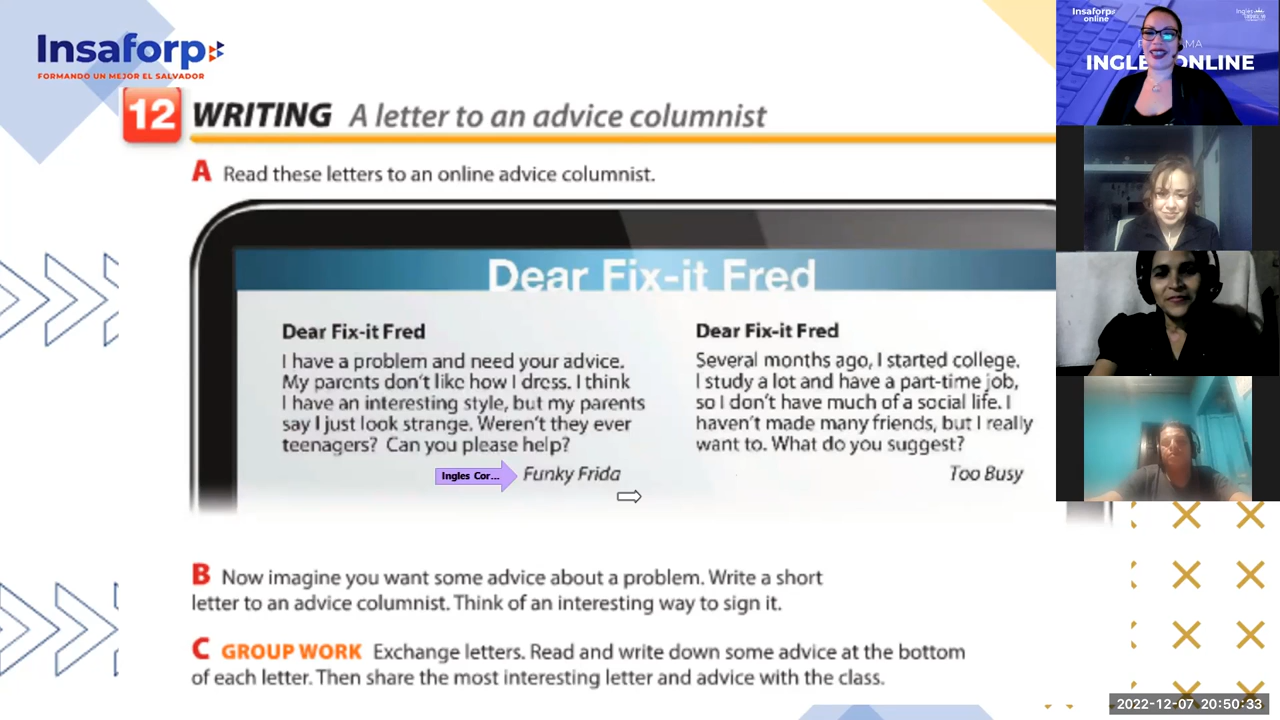 Insaforp
FORMANDO UN MEJOR EL SALVADOR
12 WRITING A letter to an advice columnist
A Read these letters to an online advice columnist.
Dear Fix-it Fred
Dear Fix-it Fred
I have a problem and need your advice.
My parents don't like how I dress. I think
I have an interesting style, but my parents
say I just look strange. Weren't they ever
teenagers? Can you please help?
Ingles Cor...
Funky Frida
Dear Fix-it Fred
Several months ago, I started college.
I study a lot and have a part-time job,
so I don't have much of a social life. I
haven't made many friends, but I really
want to. What do you suggest?
Too Busy
B Now imagine you want some advice about a problem. Write a short
letter to an advice columnist. Think of an interesting way to sign it.
C GROUP WORK Exchange letters. Read and write down some advice at the bottom
of each letter. Then share the most interesting letter and advice with the class.
Insaforp
online
MA
INGLE ONLINE
2022-12-07 20:50:33